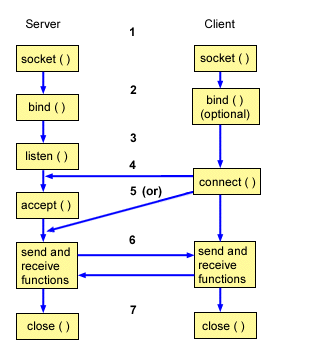 Server
Client
1
socket ( )
socket ( )
2
bind ( )
bind ( )
(optional)
3
listen ( )
4
connect ( )
5 (or)
accept ( )
6
send and
receive
functions
send and
receive
functions
7
close ( )
close ( )